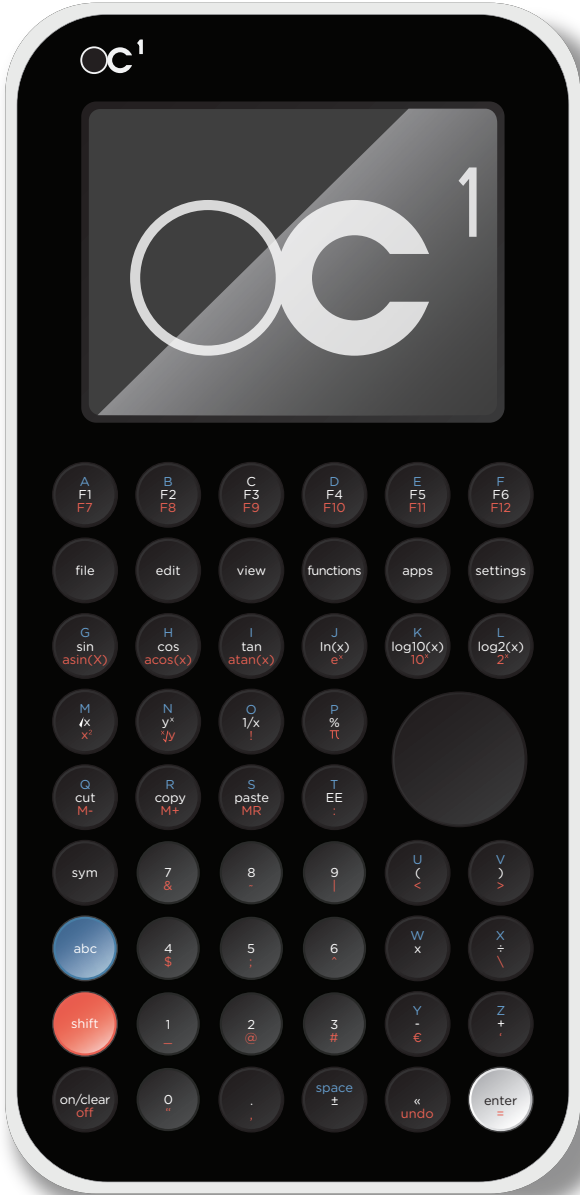 OC¹
OC¹
A B C D E F
F1 F2 F3 F4 F5 F6
F7 F8 F9 F10 F11 F12
file edit view functions apps settings
G H I J K L
sin cos tan ln(x) log10(x) log2(x)
asin(X) acos(x) atan(x) eˣ 10ˣ 2ˣ
M N O P
√x yˣ 1/x %
x² ˣ√y ! π
Q R S T
cut copy paste EE
M- M+ MR :
U V
sym 7 8 9 ( )
& - | < >
W X
abc 4 5 6 x ÷
$ ; ^ \
Y Z
shift 1 2 3 - +
_ @ # € '
space
on/clear 0 . ± « enter
off " , undo =